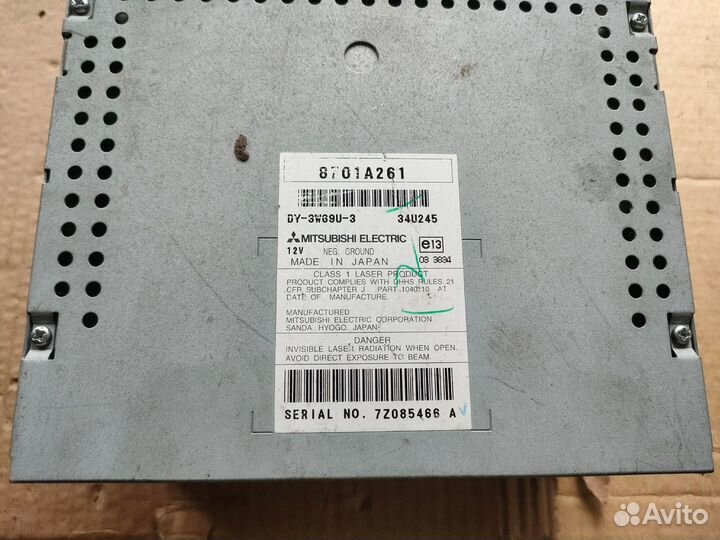 8701A261
DY-3W69U-3 34U245
MITSUBISHI ELECTRIC
e13
12V NEG. GROUND
MADE IN JAPAN
03 3834
CLASS 1 LASER PRODUCT
PRODUCT COMPLIES WITH DHHS RULES 21
CFR SUBCHAPTER J PART 1040.10 AT
DATE OF MANUFACTURE.
MANUFACTURED
MITSUBISHI ELECTRIC CORPORATION
SANDA, HYOGO, JAPAN
DANGER
INVISIBLE LASER RADIATION WHEN OPEN.
AVOID DIRECT EXPOSURE TO BEAM.
SERIAL NO. 7Z085466 A
Avito